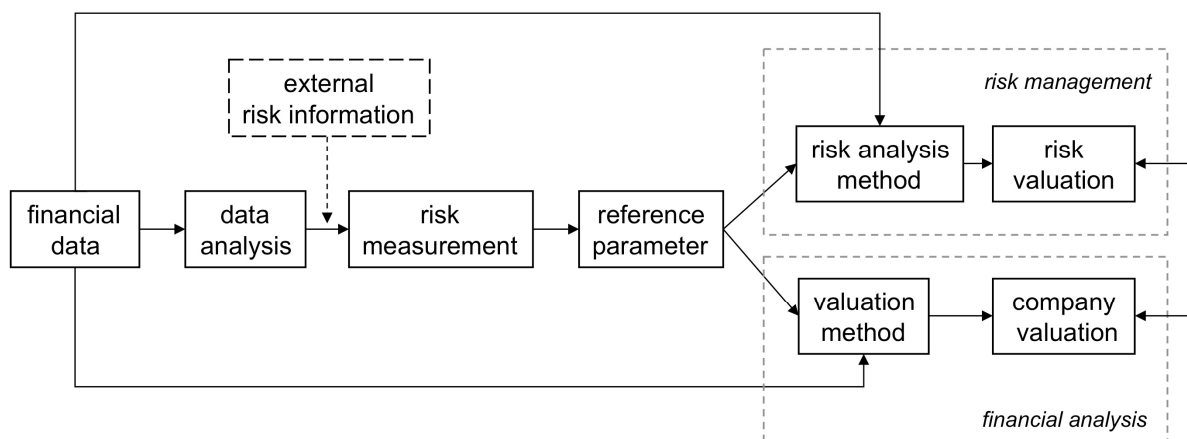 external
risk information
risk management
risk analysis
method
risk
valuation
financial
data
data
analysis
risk
measurement
reference
parameter
valuation
method
company
valuation
financial analysis